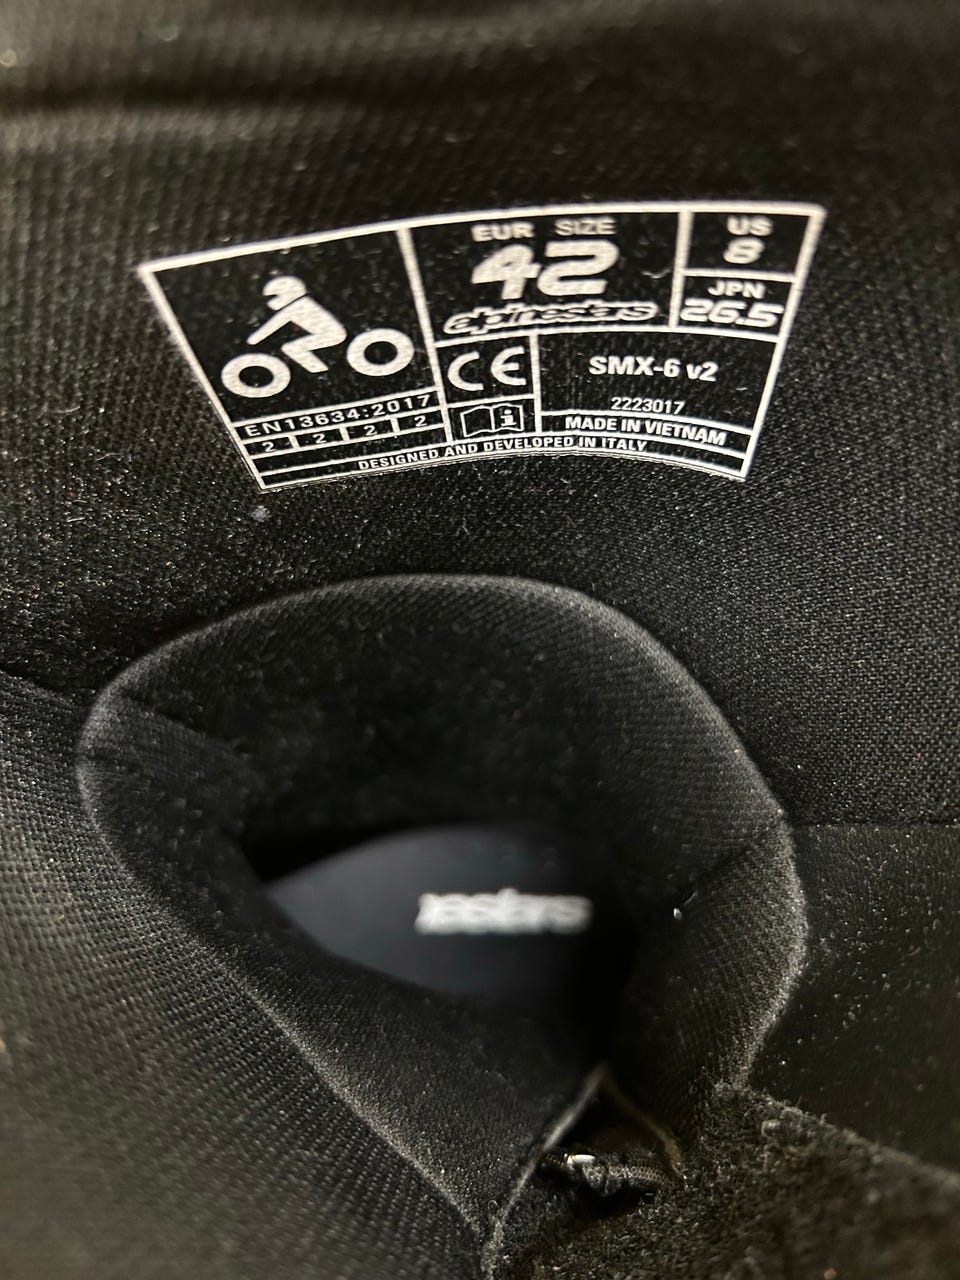 EUR SIZE
42
alpinestars
US
8
JPN
26.5
CE
i
SMX-6 v2
2223017
MADE IN VIETNAM
EN13634:2017
2 2 2 2
DESIGNED AND DEVELOPED IN ITALY